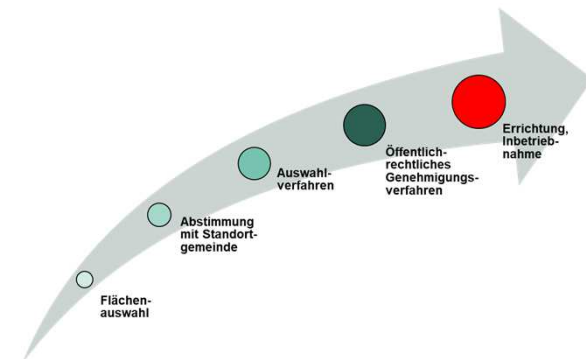 Flächen-
auswahl
Abstimmung
mit Standort-
gemeinde
Auswahl-
verfahren
Öffentlich-
rechtliches
Genehmigungs-
verfahren
Errichtung,
Inbetrieb-
nahme